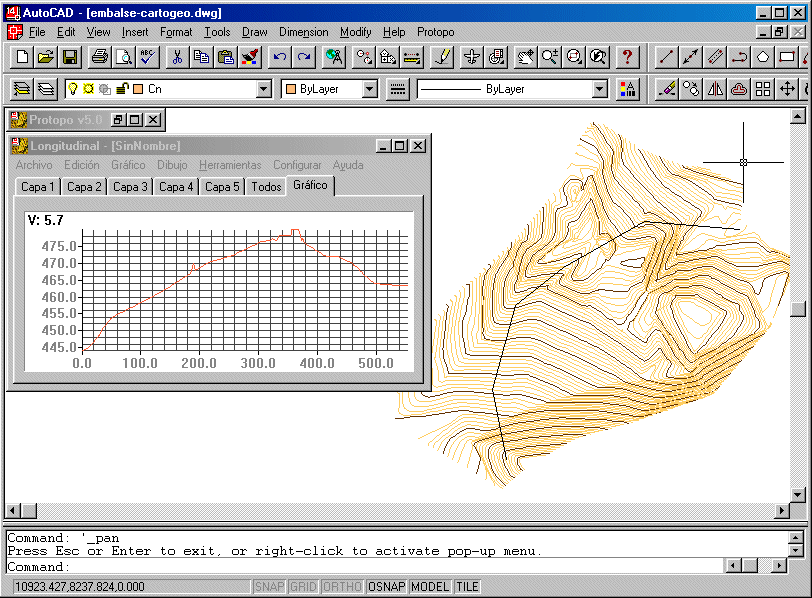 AutoCAD - [embalse-cartogeo.dwg]
File Edit View Insert Format Tools Draw Dimension Modify Help Protopo
Cn ByLayer ByLayer
Protopo v5.0
Longitudinal - [SinNombre]
Archivo Edición Gráfico Dibujo Herramientas Configurar Ayuda
Capa 1 Capa 2 Capa 3 Capa 4 Capa 5 Todos Gráfico
V: 5.7
475.0
470.0
465.0
460.0
455.0
450.0
445.0
0.0 100.0 200.0 300.0 400.0 500.0
Command: '_pan
Press Esc or Enter to exit, or right-click to activate pop-up menu.
Command:
10923.427,8237.824,0.000 SNAP GRID ORTHO OSNAP MODEL TILE